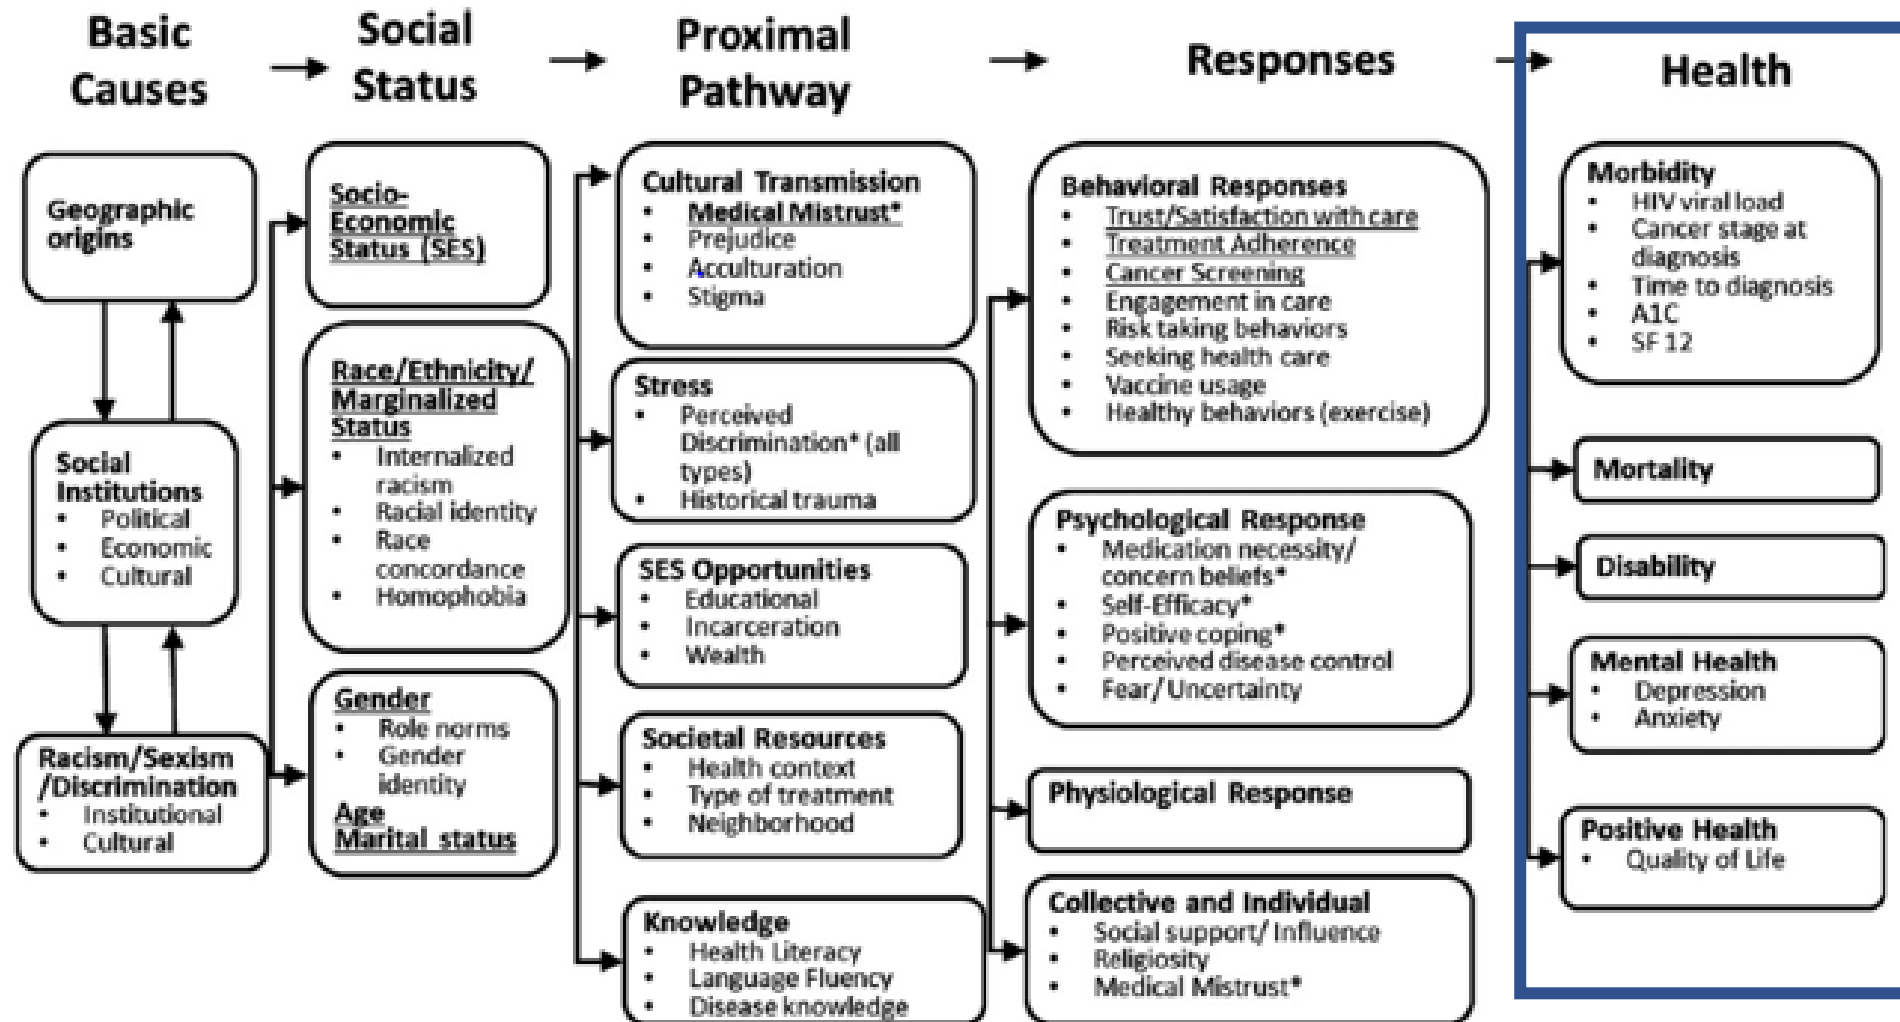 Basic
Causes
Social
Status
Proximal
Pathway
Responses
Health
Geographic
origins
Social
Institutions
• Political
• Economic
• Cultural
Racism/Sexism
/Discrimination
• Institutional
• Cultural
Socio-
Economic
Status (SES)
Race/Ethnicity/
Marginalized
Status
• Internalized
racism
• Racial identity
• Race
concordance
• Homophobia
Gender
• Role norms
• Gender
identity
Age
Marital status
Cultural Transmission
• Medical Mistrust*
• Prejudice
• Acculturation
• Stigma
Stress
• Perceived
Discrimination* (all
types)
• Historical trauma
SES Opportunities
• Educational
• Incarceration
• Wealth
Societal Resources
• Health context
• Type of treatment
• Neighborhood
Knowledge
• Health Literacy
• Language Fluency
• Disease knowledge
Behavioral Responses
• Trust/Satisfaction with care
• Treatment Adherence
• Cancer Screening
• Engagement in care
• Risk taking behaviors
• Seeking health care
• Vaccine usage
• Healthy behaviors (exercise)
Psychological Response
• Medication necessity/
concern beliefs*
• Self-Efficacy*
• Positive coping*
• Perceived disease control
• Fear/Uncertainty
Physiological Response
Collective and Individual
• Social support/ Influence
• Religiosity
• Medical Mistrust*
Morbidity
• HIV viral load
• Cancer stage at
diagnosis
• Time to diagnosis
• A1C
• SF 12
Mortality
Disability
Mental Health
• Depression
• Anxiety
Positive Health
• Quality of Life